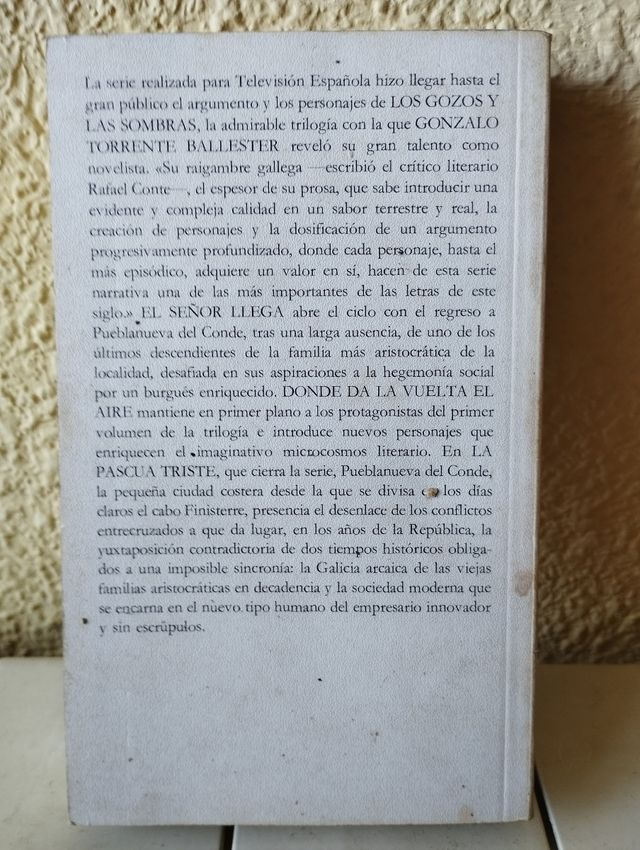 La serie realizada para Televisión Española hizo llegar hasta el
gran público el argumento y los personajes de LOS GOZOS Y
LAS SOMBRAS, la admirable trilogía con la que GONZALO
TORRENTE BALLESTER reveló su gran talento como
novelista. «Su raigambre gallega —escribió el crítico literario
Rafael Conte—, el espesor de su prosa, que sabe introducir una
evidente y compleja calidad en un sabor terrestre y real, la
creación de personajes y la dosificación de un argumento
progresivamente profundizado, donde cada personaje, hasta el
más episódico, adquiere un valor en sí, hacen de esta serie
narrativa una de las más importantes de las letras de este
siglo.» EL SEÑOR LLEGA abre el ciclo con el regreso a
Pueblanueva del Conde, tras una larga ausencia, de uno de los
últimos descendientes de la familia más aristocrática de la
localidad, desafiada en sus aspiraciones a la hegemonía social
por un burgués enriquecido. DONDE DA LA VUELTA EL
AIRE mantiene en primer plano a los protagonistas del primer
volumen de la trilogía e introduce nuevos personajes que
enriquecen el imaginativo microcosmos literario. En LA
PASCUA TRISTE, que cierra la serie, Pueblanueva del Conde,
la pequeña ciudad costera desde la que se divisa en los días
claros el cabo Finisterre, presencia el desenlace de los conflictos
entrecruzados a que da lugar, en los años de la República, la
yuxtaposición contradictoria de dos tiempos históricos obliga-
dos a una imposible sincronía: la Galicia arcaica de las viejas
familias aristocráticas en decadencia y la sociedad moderna que
se encarna en el nuevo tipo humano del empresario innovador
y sin escrúpulos.